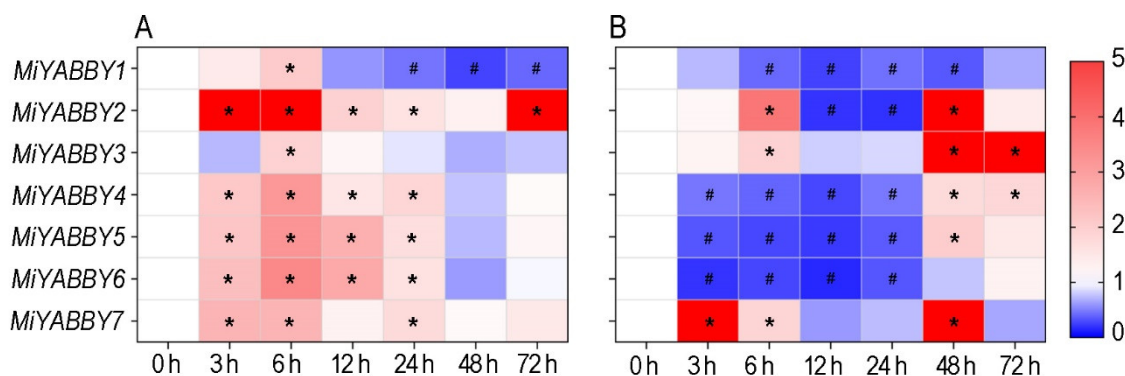 A B
MiYABBY1 * # # # # # # #
MiYABBY2 * * * * * * # # *
MiYABBY3 * * * *
MiYABBY4 * * * * # # # # * *
MiYABBY5 * * * * # # # # *
MiYABBY6 * * * * # # # #
MiYABBY7 * * * * * *
0 h 3 h 6 h 12 h 24 h 48 h 72 h 0 h 3 h 6 h 12 h 24 h 48 h 72 h
5
4
3
2
1
0